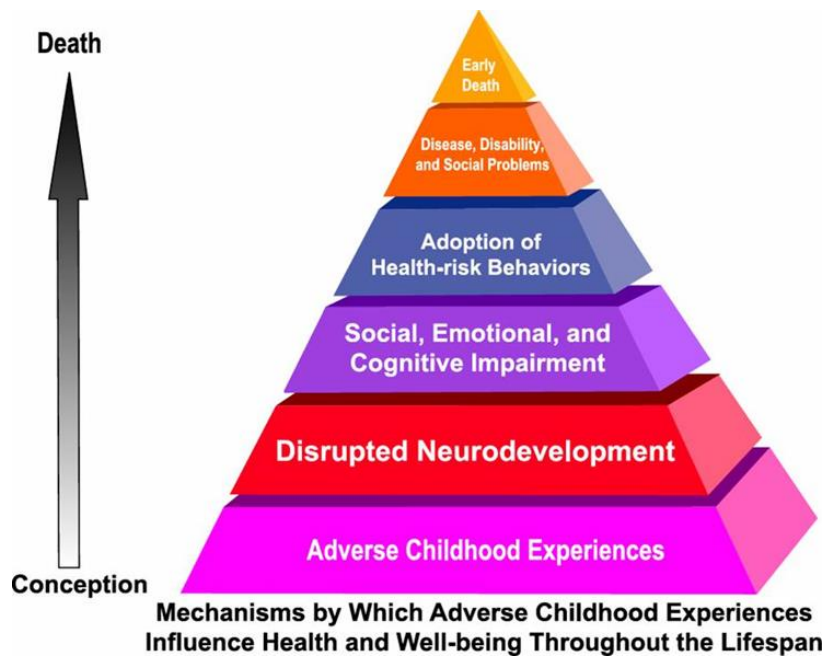 Death
Early
Death
Disease, Disability,
and Social Problems
Adoption of
Health-risk Behaviors
Social, Emotional, and
Cognitive Impairment
Disrupted Neurodevelopment
Adverse Childhood Experiences
Conception
Mechanisms by Which Adverse Childhood Experiences
Influence Health and Well-being Throughout the Lifespan